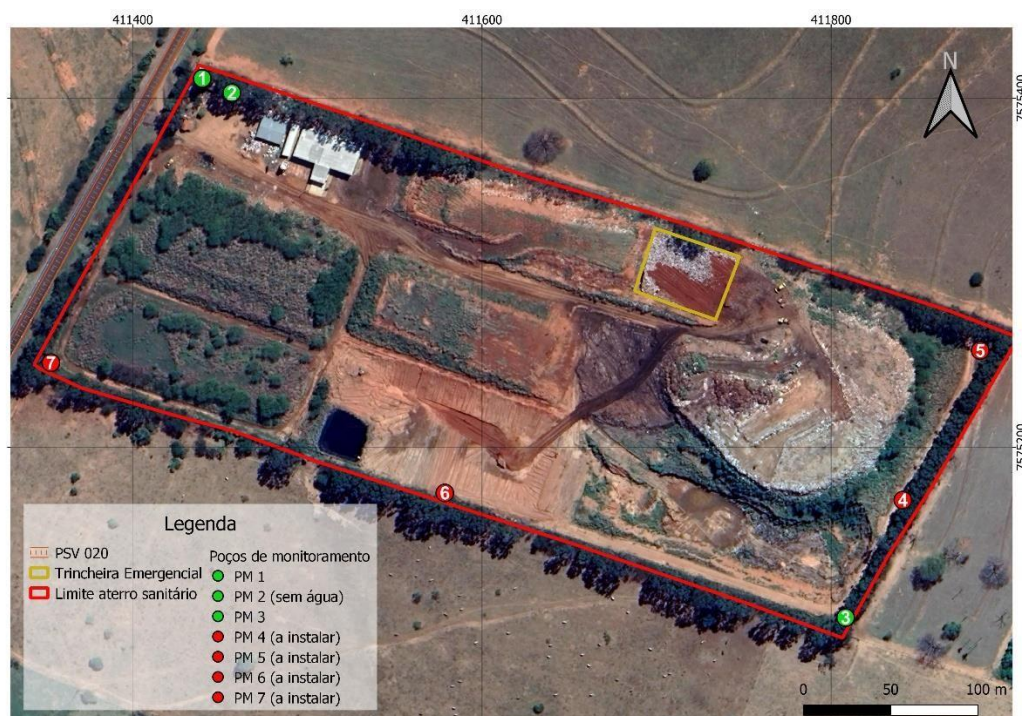 411400
411600
411800
N
7575400
7575200
1
2
3
4
5
6
7
Legenda
PSV 020
Trincheira Emergencial
Limite aterro sanitário
Poços de monitoramento
PM 1
PM 2 (sem água)
PM 3
PM 4 (a instalar)
PM 5 (a instalar)
PM 6 (a instalar)
PM 7 (a instalar)
0 50 100 m